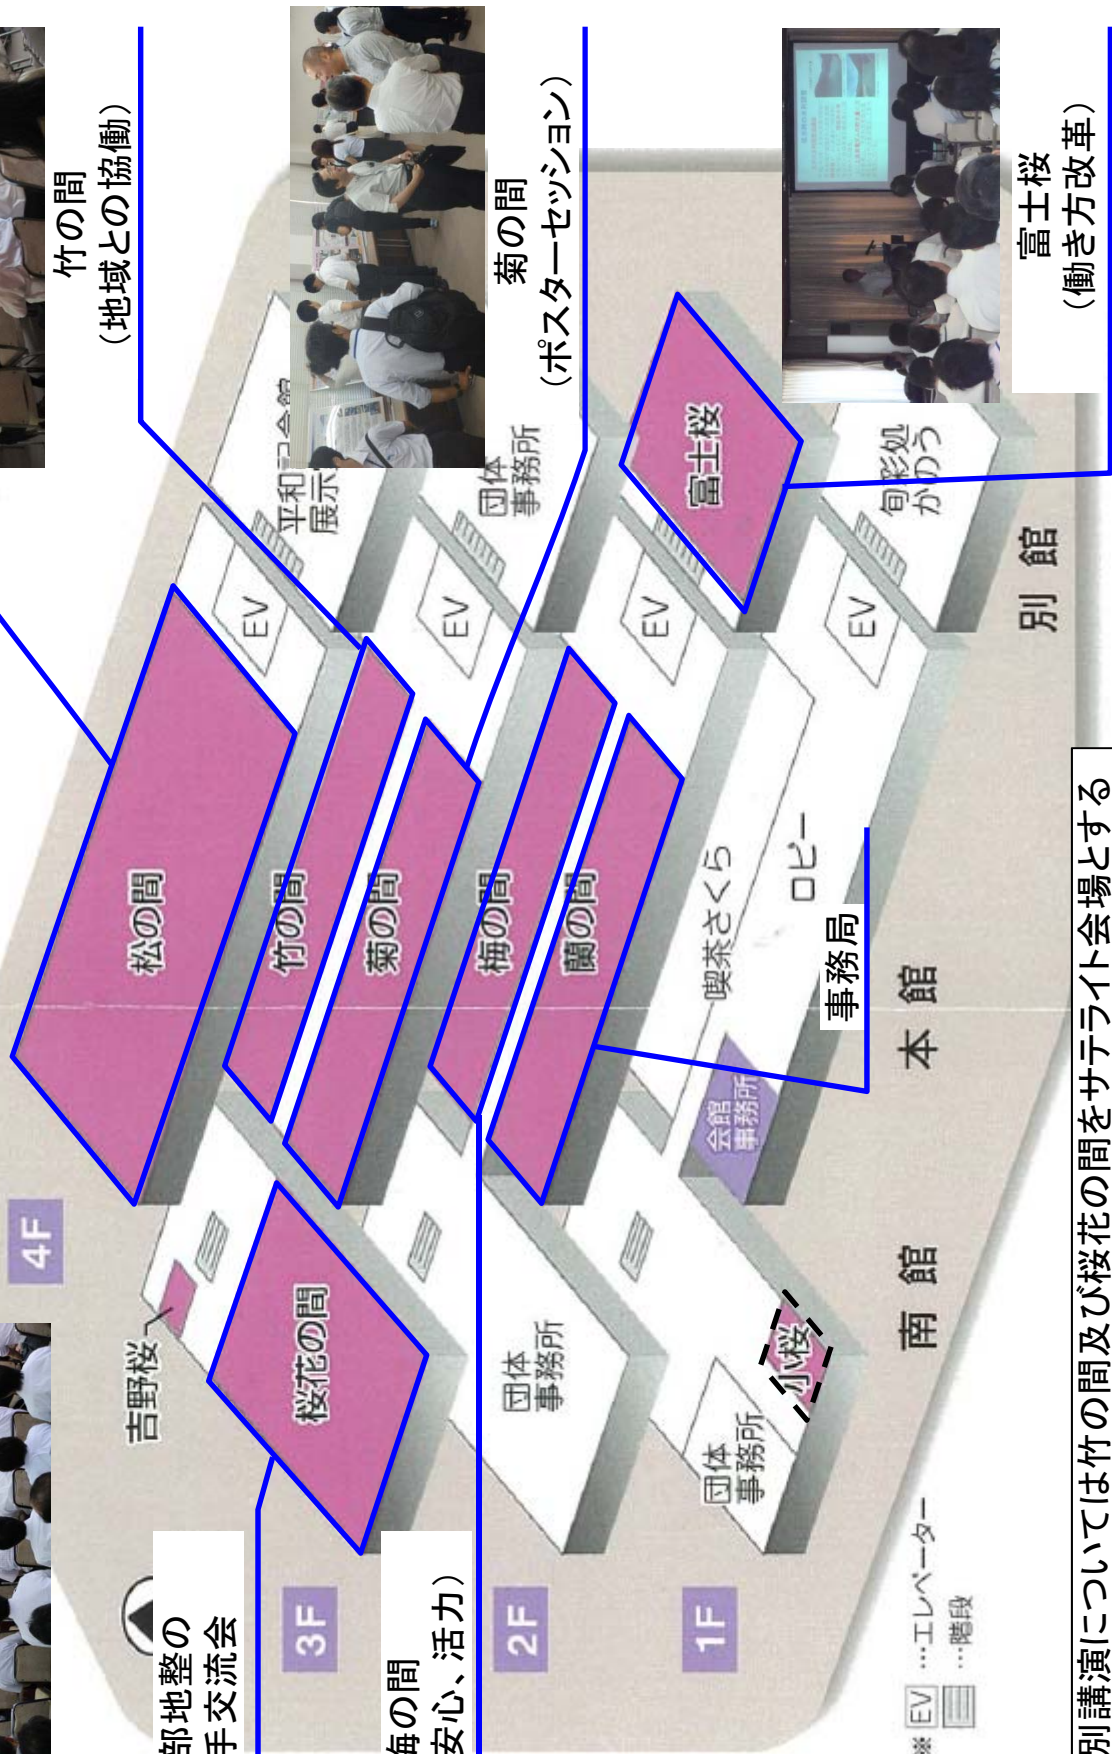 竹の間
(地域との協働)
菊の間
(ポスターセッション)
富士桜
(働き方改革)
4F
松の間
EV
平和記念館
展示
吉野桜
3F
桜花の間
竹の間
菊の間
EV
団体
事務所
2F
団体
事務所
梅の間
蘭の間
EV
富士桜
1F
団体
事務所
小桜
会館
事務所
喫茶さくら
ロビー
EV
旬彩処
かのう
事務局
南館
本館
別館
部地整の
手交流会
梅の間
安心、活力)
※ EV …エレベーター
…階段
別講演については竹の間及び桜花の間をサテライト会場とする